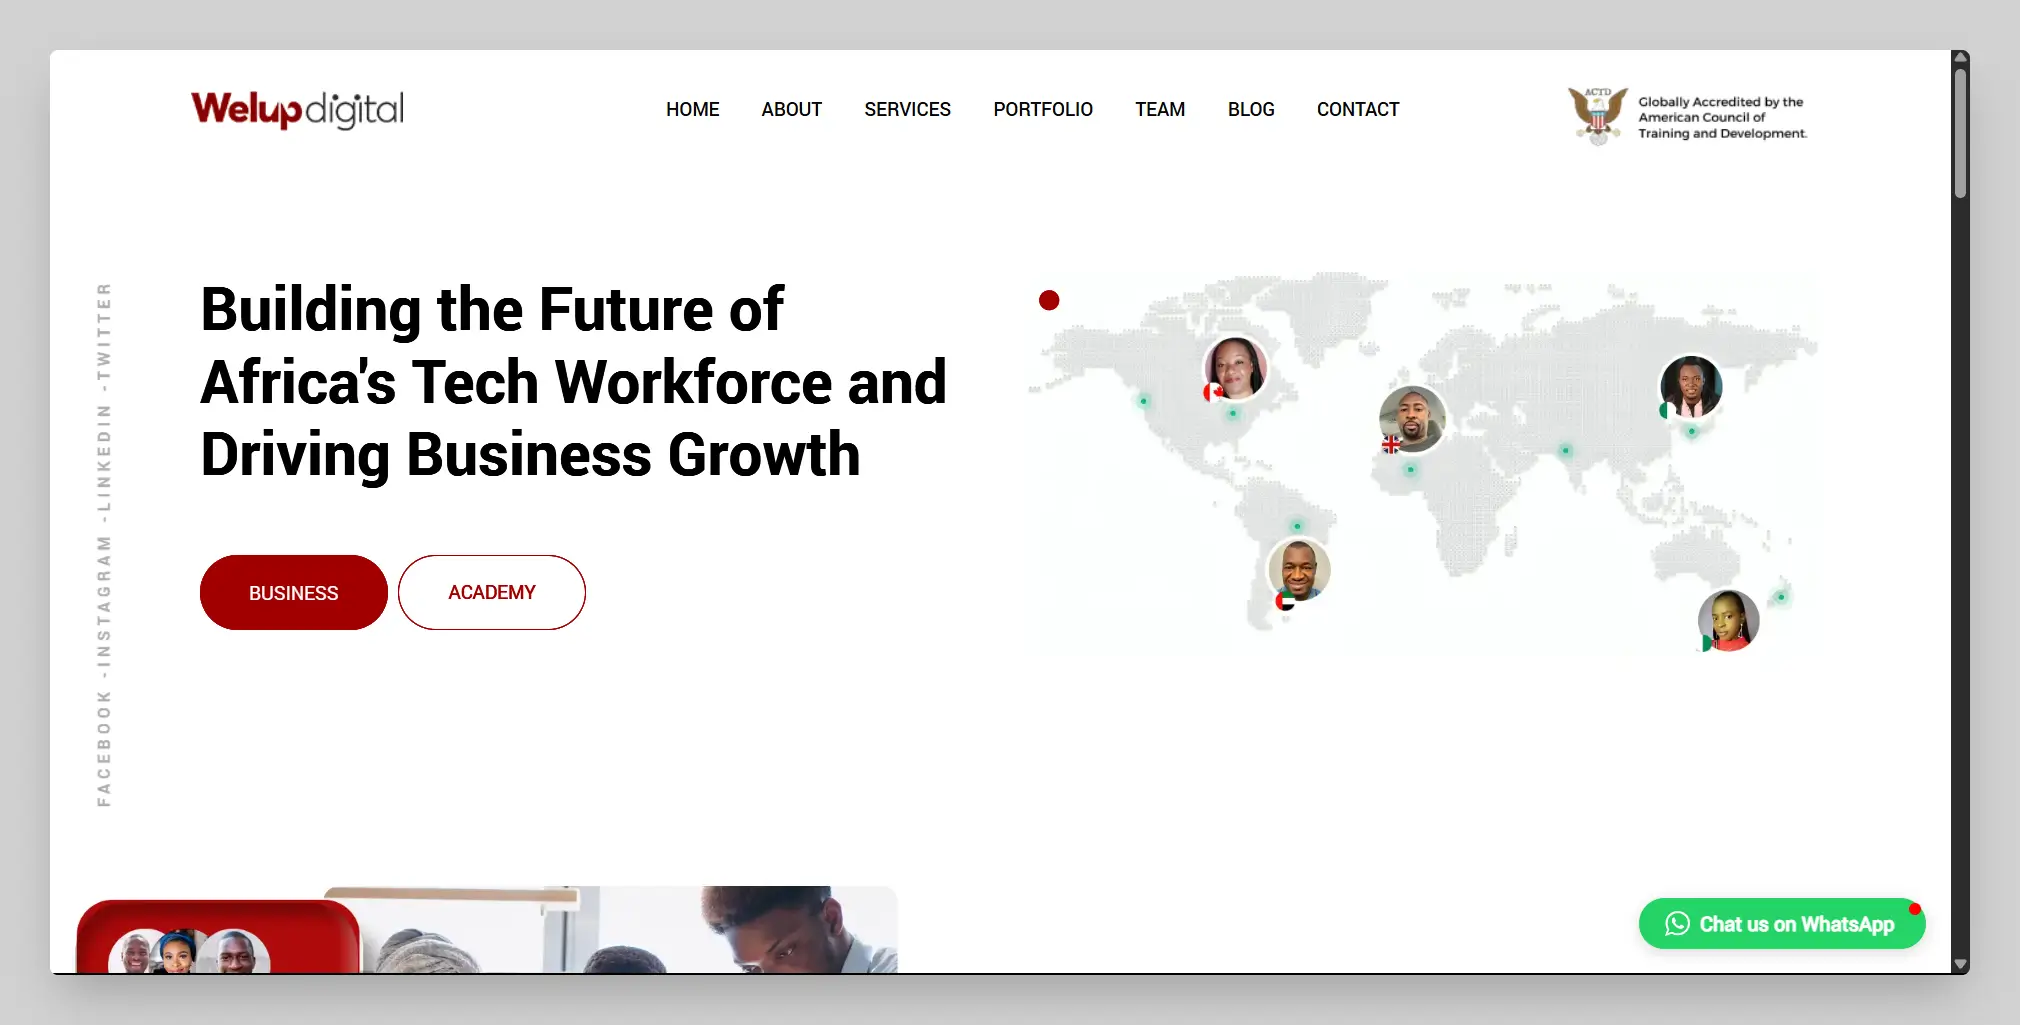 Welup digital
HOME ABOUT SERVICES PORTFOLIO TEAM BLOG CONTACT
ACTD
Globally Accredited by the
American Council of
Training and Development.
FACEBOOK -INSTAGRAM -LINKEDIN -TWITTER
Building the Future of
Africa's Tech Workforce and
Driving Business Growth
BUSINESS
ACADEMY
Chat us on WhatsApp